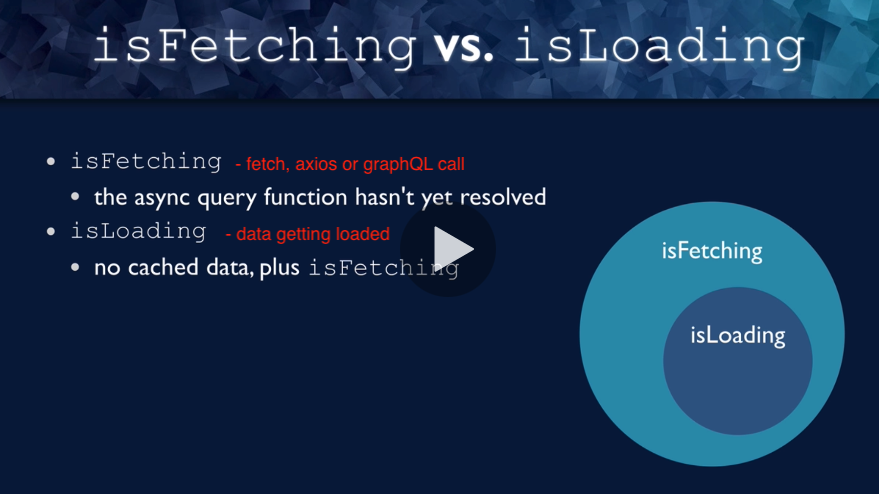 isFetching vs. isLoading
• isFetching - fetch, axios or graphQL call
• the async query function hasn't yet resolved
• isLoading - data getting loaded
• no cached data, plus isFetching
isFetching
isLoading